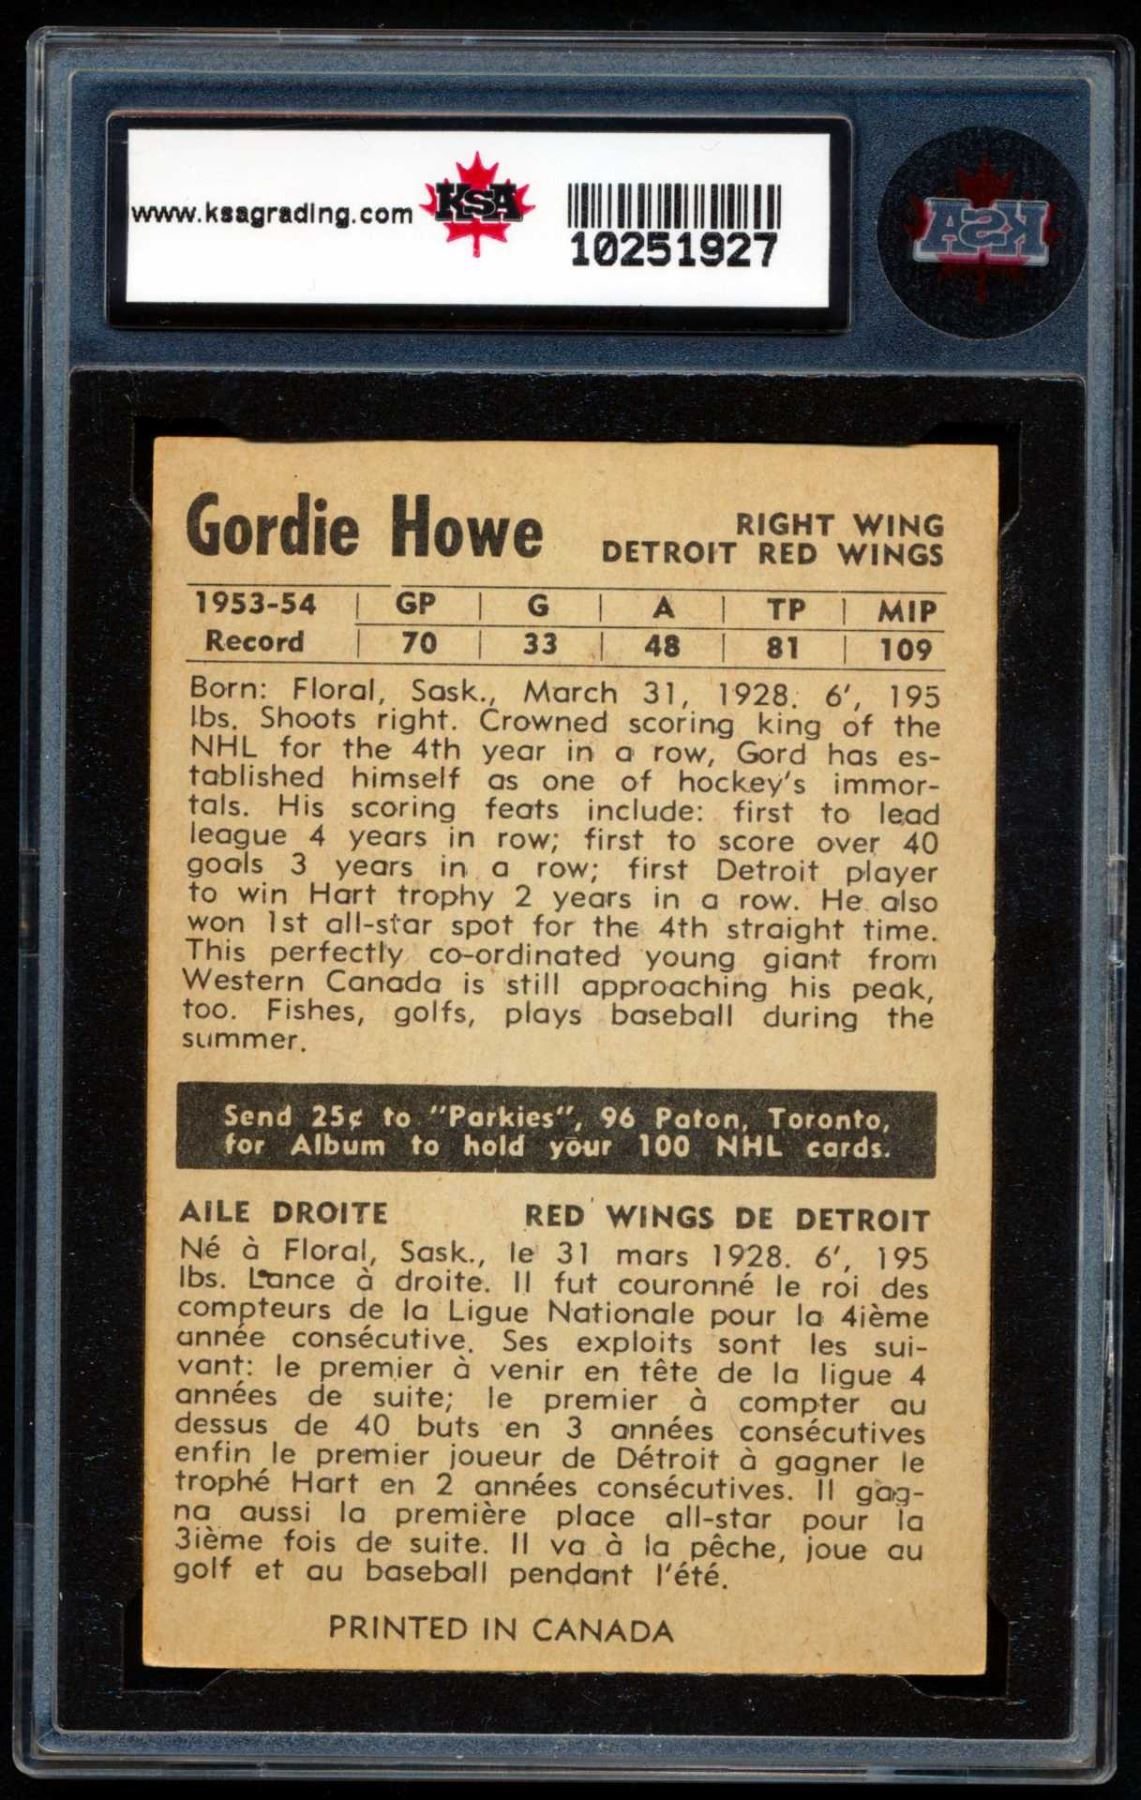 www.ksagrading.com KSA
10251927
KSA
Gordie Howe
RIGHT WING
DETROIT RED WINGS
1953-54 | GP | G | A | TP | MIP
Record | 70 | 33 | 48 | 81 | 109
Born: Floral, Sask., March 31, 1928. 6', 195
lbs. Shoots right. Crowned scoring king of the
NHL for the 4th year in a row, Gord has es-
tablished himself as one of hockey's immor-
tals. His scoring feats include: first to lead
league 4 years in row; first to score over 40
goals 3 years in a row; first Detroit player
to win Hart trophy 2 years in a row. He also
won 1st all-star spot for the 4th straight time.
This perfectly co-ordinated young giant from
Western Canada is still approaching his peak,
too. Fishes, golfs, plays baseball during the
summer.
Send 25¢ to "Parkies", 96 Paton, Toronto,
for Album to hold your 100 NHL cards.
AILE DROITE RED WINGS DE DETROIT
Né à Floral, Sask., le 31 mars 1928. 6', 195
lbs. Lance à droite. Il fut couronné le roi des
compteurs de la Ligue Nationale pour la 4ième
année consécutive. Ses exploits sont les sui-
vant: le premier à venir en tête de la ligue 4
années de suite; le premier à compter au
dessus de 40 buts en 3 années consécutives
enfin le premier joueur de Détroit à gagner le
trophé Hart en 2 années consécutives. Il gag-
na aussi la première place all-star pour la
3ième fois de suite. Il va à la pêche, joue au
golf et au baseball pendant l'été.
PRINTED IN CANADA